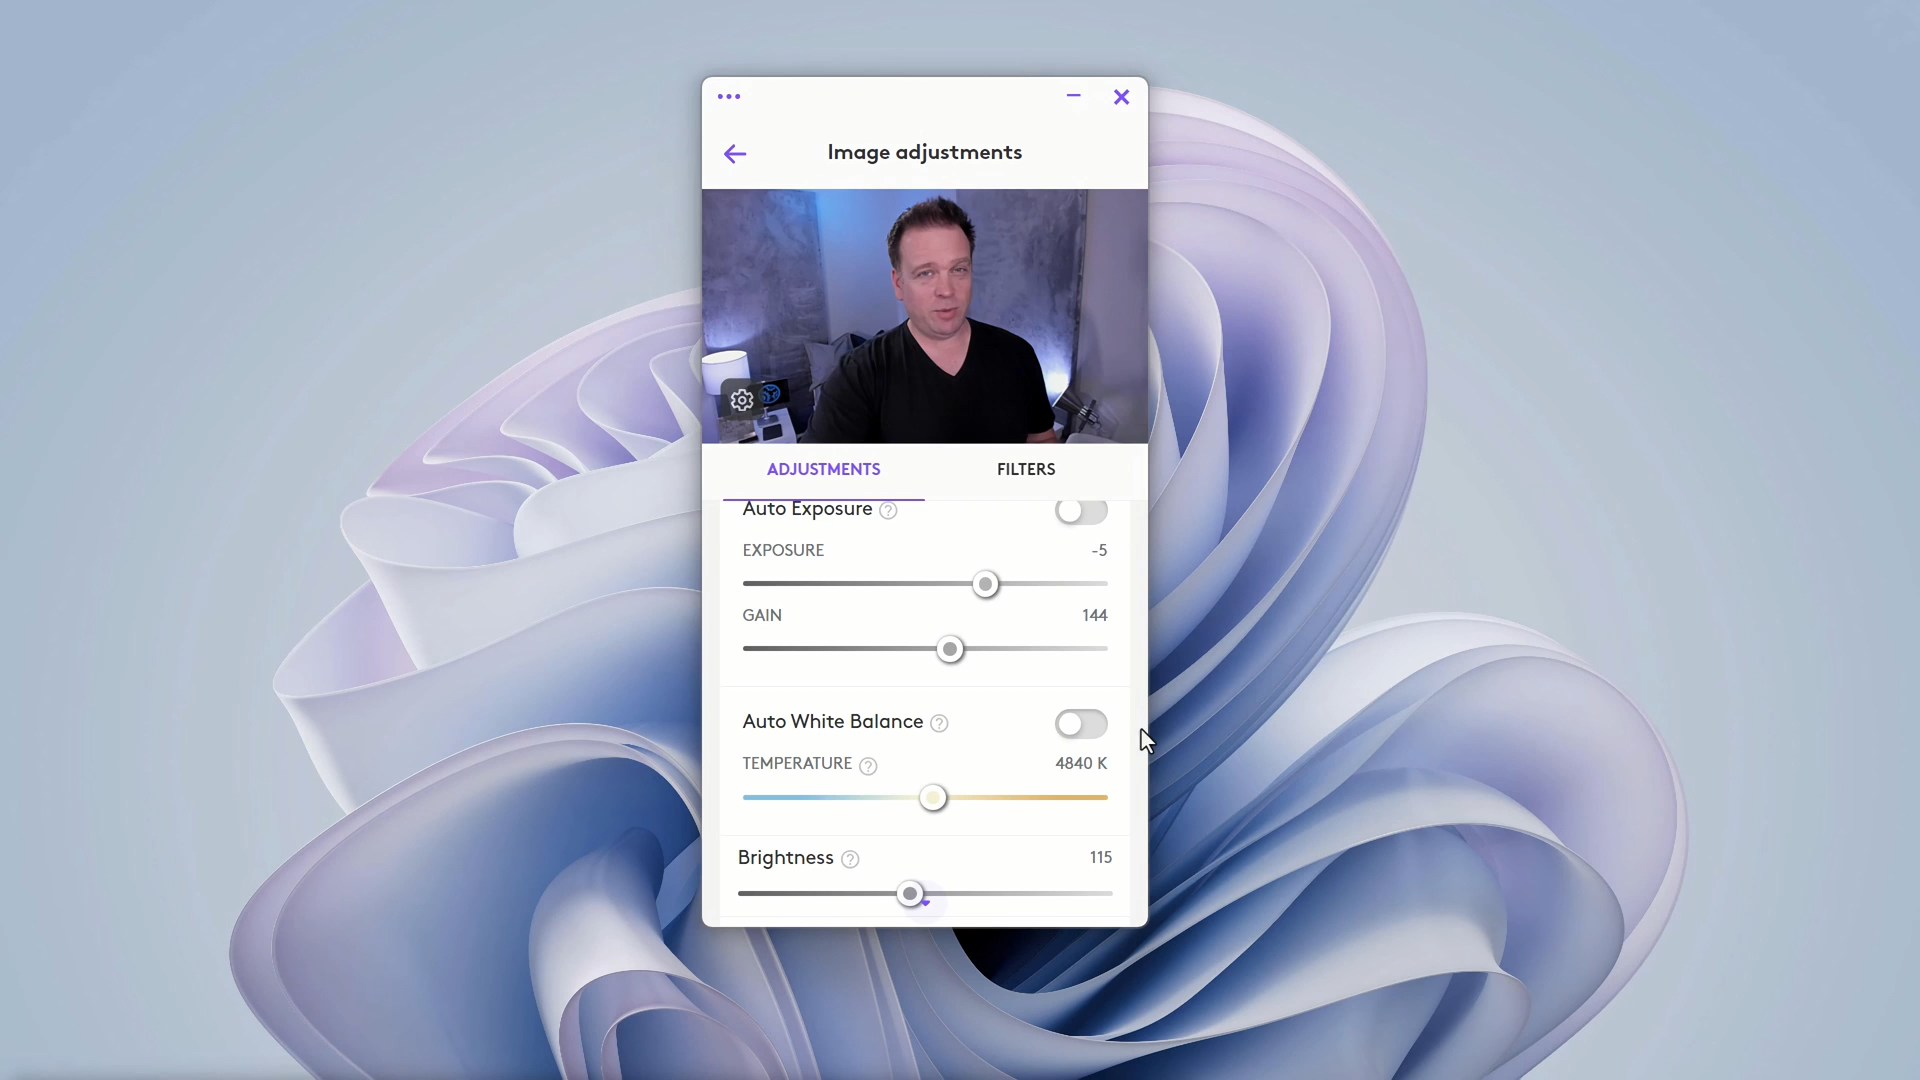 Image adjustments
ADJUSTMENTS
FILTERS
Auto Exposure ?
EXPOSURE -5
GAIN 144
Auto White Balance ?
TEMPERATURE ? 4840 K
Brightness ? 115